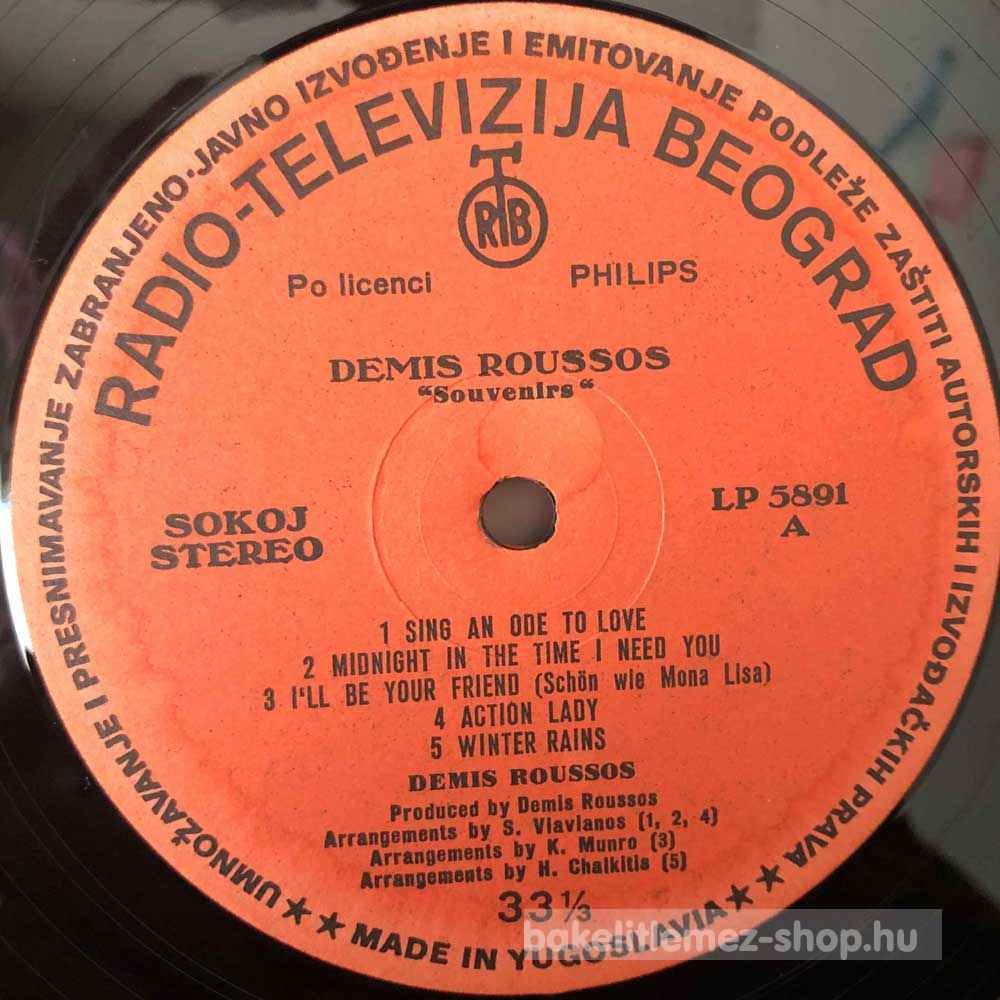 UMNOŽAVANJE I PRESNIMAVANJE ZABRANJENO-JAVNO IZVOĐENJE I EMITOVANJE PODLEŽE ZAŠTITI AUTORSKIH I IZVOĐAČKIH PRAVA
RADIO-TELEVIZIJA BEOGRAD
RTB
Po licenci PHILIPS
DEMIS ROUSSOS
“Souvenirs“
SOKOJ
STEREO
LP 5891
A
1 SING AN ODE TO LOVE
2 MIDNIGHT IN THE TIME I NEED YOU
3 I'LL BE YOUR FRIEND (Schön wie Mona Lisa)
4 ACTION LADY
5 WINTER RAINS
DEMIS ROUSSOS
Produced by Demis Roussos
Arrangements by S. Vlavianos (1, 2, 4)
Arrangements by K. Munro (3)
Arrangements by H. Chalkitis (5)
33 ⅓
★ ★ MADE IN YUGOSLAVIA ★ ★
bakelitlemez-shop.hu